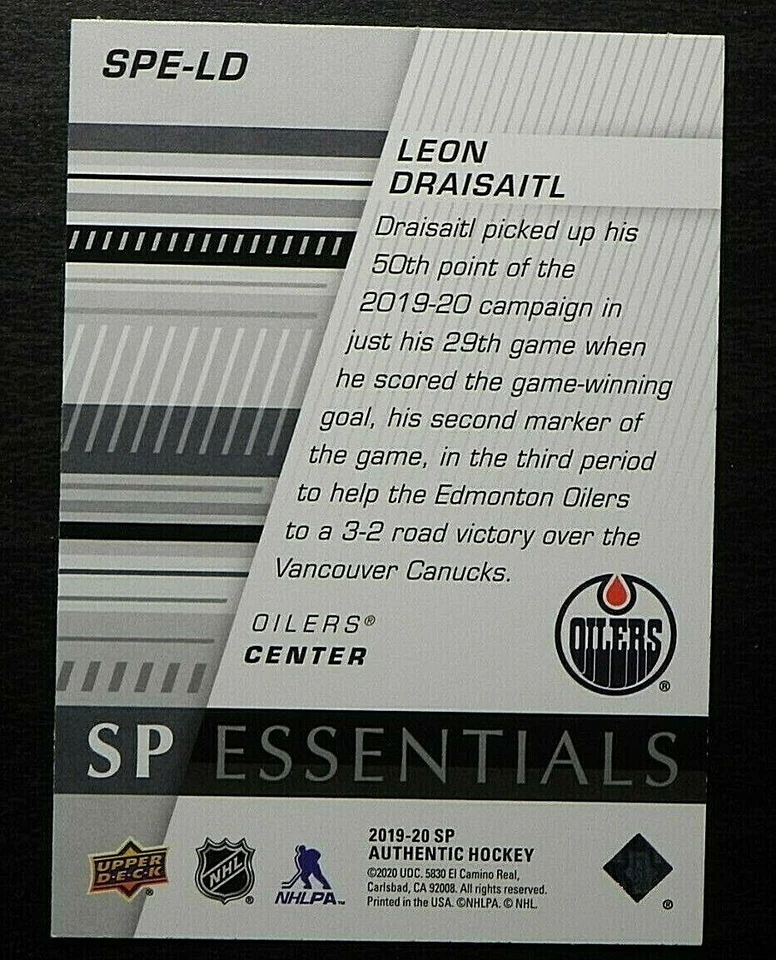 SPE-LD
LEON
DRAISAITL
Draisaitl picked up his
50th point of the
2019-20 campaign in
just his 29th game when
he scored the game-winning
goal, his second marker of
the game, in the third period
to help the Edmonton Oilers
to a 3-2 road victory over the
Vancouver Canucks.
OILERS®
CENTER
OILERS
®
SP ESSENTIALS
UPPER
D·E·C·K
®
NHL
®
NHLPA™
2019-20 SP
AUTHENTIC HOCKEY
©2020 UDC. 5830 El Camino Real,
Carlsbad, CA 92008. All rights reserved.
Printed in the USA. ©NHLPA. © NHL.
®